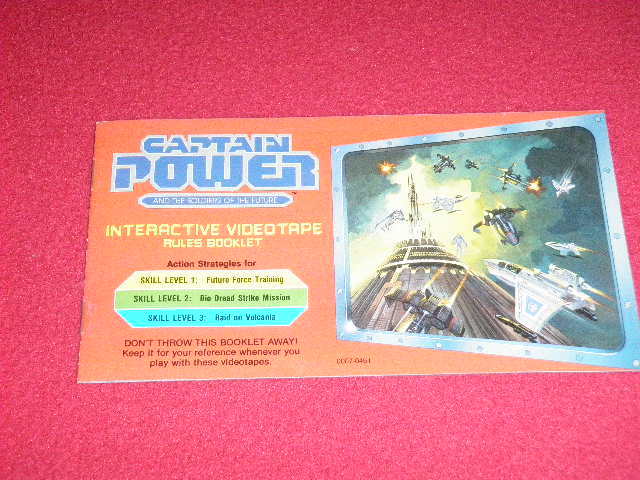 CAPTAIN
POWER
AND THE SOLDIERS OF THE FUTURE
INTERACTIVE VIDEOTAPE
RULES BOOKLET
Action Strategies for
SKILL LEVEL 1: Future Force Training
SKILL LEVEL 2: Bio Dread Strike Mission
SKILL LEVEL 3: Raid on Volcania
DON'T THROW THIS BOOKLET AWAY!
Keep it for your reference whenever you
play with these videotapes.